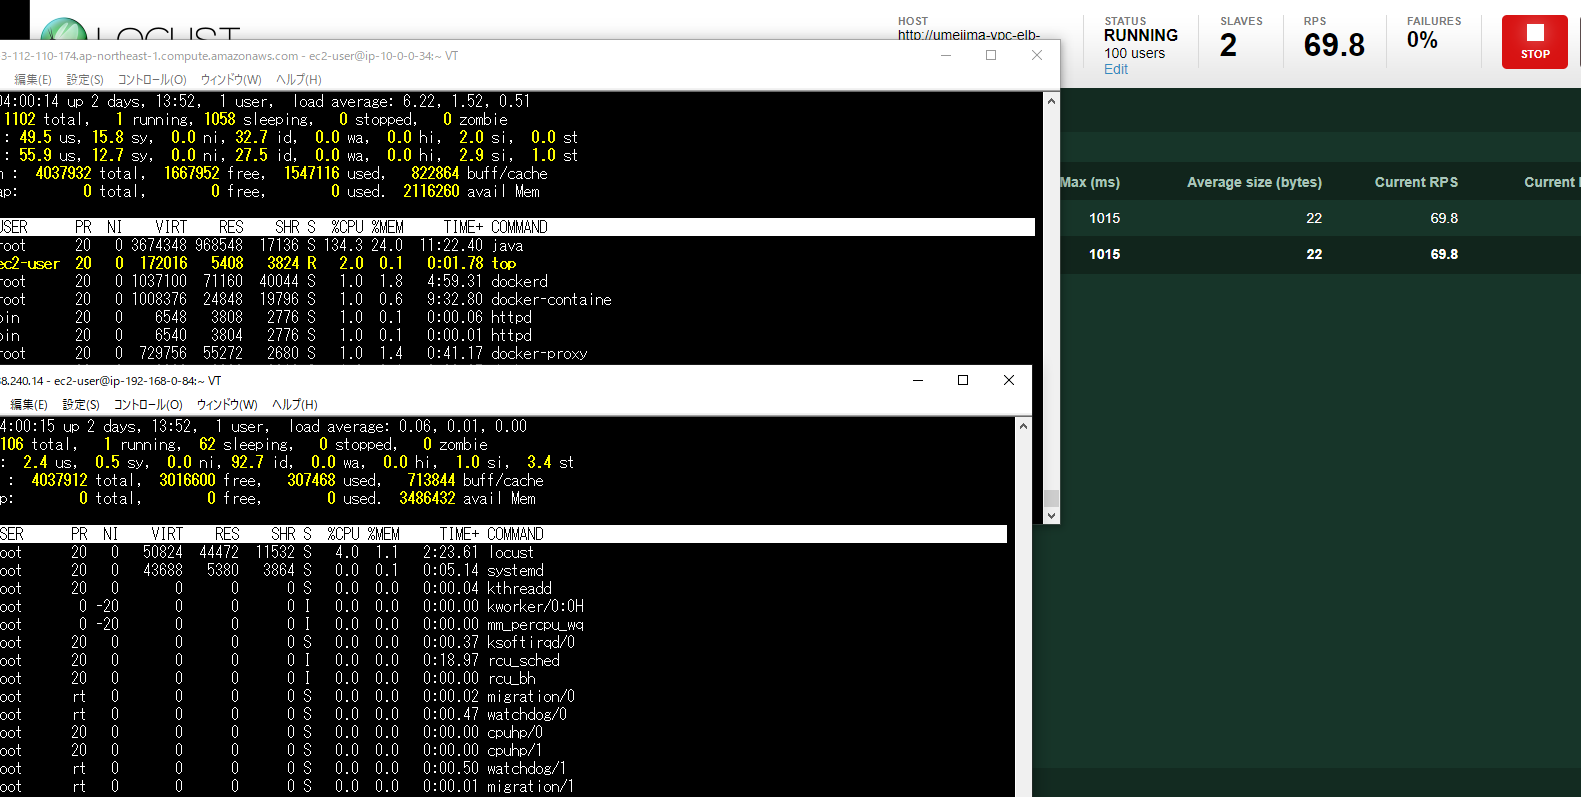 LOCUST
HOST
http://umejima-vpc-elb-
STATUS
RUNNING
100 users
Edit
SLAVES
2
RPS
69.8
FAILURES
0%
STOP
3-112-110-174.ap-northeast-1.compute.amazonaws.com - ec2-user@ip-10-0-0-34:~ VT
編集(E) 設定(S) コントロール(O) ウィンドウ(W) ヘルプ(H)
04:00:14 up 2 days, 13:52, 1 user, load average: 6.22, 1.52, 0.51
1102 total, 1 running, 1058 sleeping, 0 stopped, 0 zombie
: 49.5 us, 15.8 sy, 0.0 ni, 32.7 id, 0.0 wa, 0.0 hi, 2.0 si, 0.0 st
: 55.9 us, 12.7 sy, 0.0 ni, 27.5 id, 0.0 wa, 0.0 hi, 2.9 si, 1.0 st
m : 4037932 total, 1667952 free, 1547116 used, 822864 buff/cache
ap: 0 total, 0 free, 0 used. 2116260 avail Mem
USER PR NI VIRT RES SHR S %CPU %MEM TIME+ COMMAND
root 20 0 3674348 968548 17136 S 134.3 24.0 11:22.40 java
ec2-user 20 0 172016 5408 3824 R 2.0 0.1 0:01.78 top
root 20 0 1037100 71160 40044 S 1.0 1.8 4:59.31 dockerd
root 20 0 1008376 24848 19796 S 1.0 0.6 9:32.80 docker-containe
bin 20 0 6548 3808 2776 S 1.0 0.1 0:00.06 httpd
bin 20 0 6540 3804 2776 S 1.0 0.1 0:00.01 httpd
root 20 0 729756 55272 2680 S 1.0 1.4 0:41.17 docker-proxy
Max (ms) Average size (bytes) Current RPS Current
1015 22 69.8
1015 22 69.8
38.240.14 - ec2-user@ip-192-168-0-84:~ VT
編集(E) 設定(S) コントロール(O) ウィンドウ(W) ヘルプ(H)
4:00:15 up 2 days, 13:52, 1 user, load average: 0.06, 0.01, 0.00
106 total, 1 running, 62 sleeping, 0 stopped, 0 zombie
: 2.4 us, 0.5 sy, 0.0 ni, 92.7 id, 0.0 wa, 0.0 hi, 1.0 si, 3.4 st
: 4037912 total, 3016600 free, 307468 used, 713844 buff/cache
p: 0 total, 0 free, 0 used. 3486432 avail Mem
SER PR NI VIRT RES SHR S %CPU %MEM TIME+ COMMAND
oot 20 0 50824 44472 11532 S 4.0 1.1 2:23.61 locust
oot 20 0 43688 5380 3864 S 0.0 0.1 0:05.14 systemd
oot 20 0 0 0 0 S 0.0 0.0 0:00.04 kthreadd
oot 0 -20 0 0 0 I 0.0 0.0 0:00.00 kworker/0:0H
oot 0 -20 0 0 0 I 0.0 0.0 0:00.00 mm_percpu_wq
oot 20 0 0 0 0 S 0.0 0.0 0:00.37 ksoftirqd/0
oot 20 0 0 0 0 I 0.0 0.0 0:18.97 rcu_sched
oot 20 0 0 0 0 I 0.0 0.0 0:00.00 rcu_bh
oot rt 0 0 0 0 S 0.0 0.0 0:00.02 migration/0
oot rt 0 0 0 0 S 0.0 0.0 0:00.47 watchdog/0
oot 20 0 0 0 0 S 0.0 0.0 0:00.00 cpuhp/0
oot 20 0 0 0 0 S 0.0 0.0 0:00.00 cpuhp/1
oot rt 0 0 0 0 S 0.0 0.0 0:00.50 watchdog/1
oot rt 0 0 0 0 S 0.0 0.0 0:00.01 migration/1